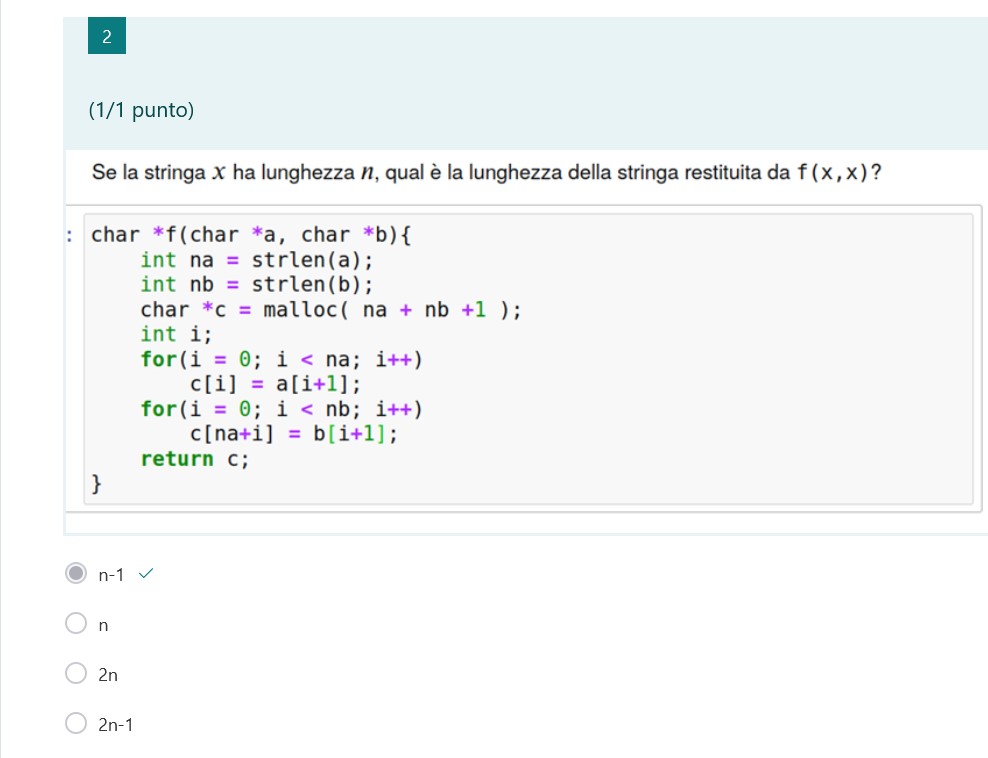 2
(1/1 punto)
Se la stringa x ha lunghezza n, qual è la lunghezza della stringa restituita da f(x,x)?
: char *f(char *a, char *b){
    int na = strlen(a);
    int nb = strlen(b);
    char *c = malloc( na + nb +1 );
    int i;
    for(i = 0; i < na; i++)
        c[i] = a[i+1];
    for(i = 0; i < nb; i++)
        c[na+i] = b[i+1];
    return c;
}
n-1
n
2n
2n-1